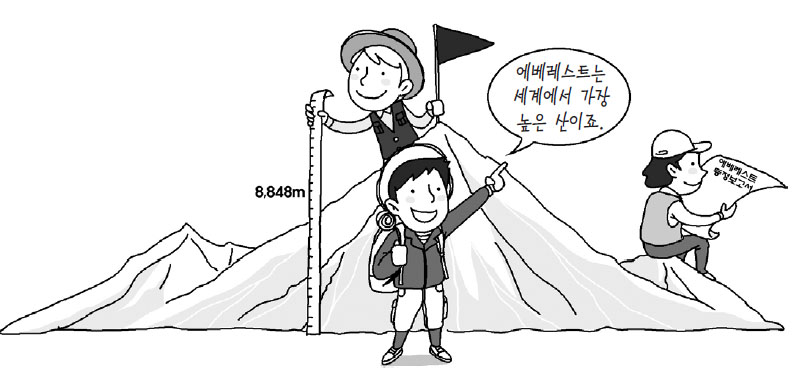 에베레스트는
세계에서 가장
높은 산이죠.
8,848m
에베레스트
등정보고서